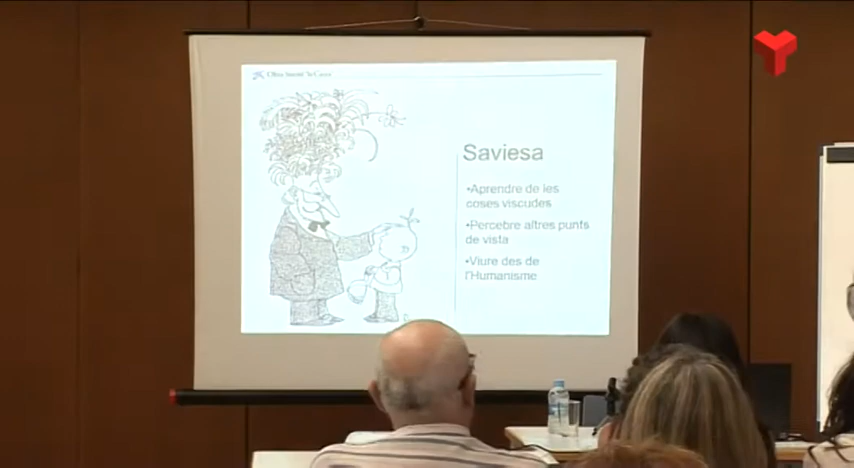 Obra Social "la Caixa"
Saviesa
•Aprendre de les
coses viscudes
•Percebre altres punts
de vista
•Viure des de
l'Humanisme